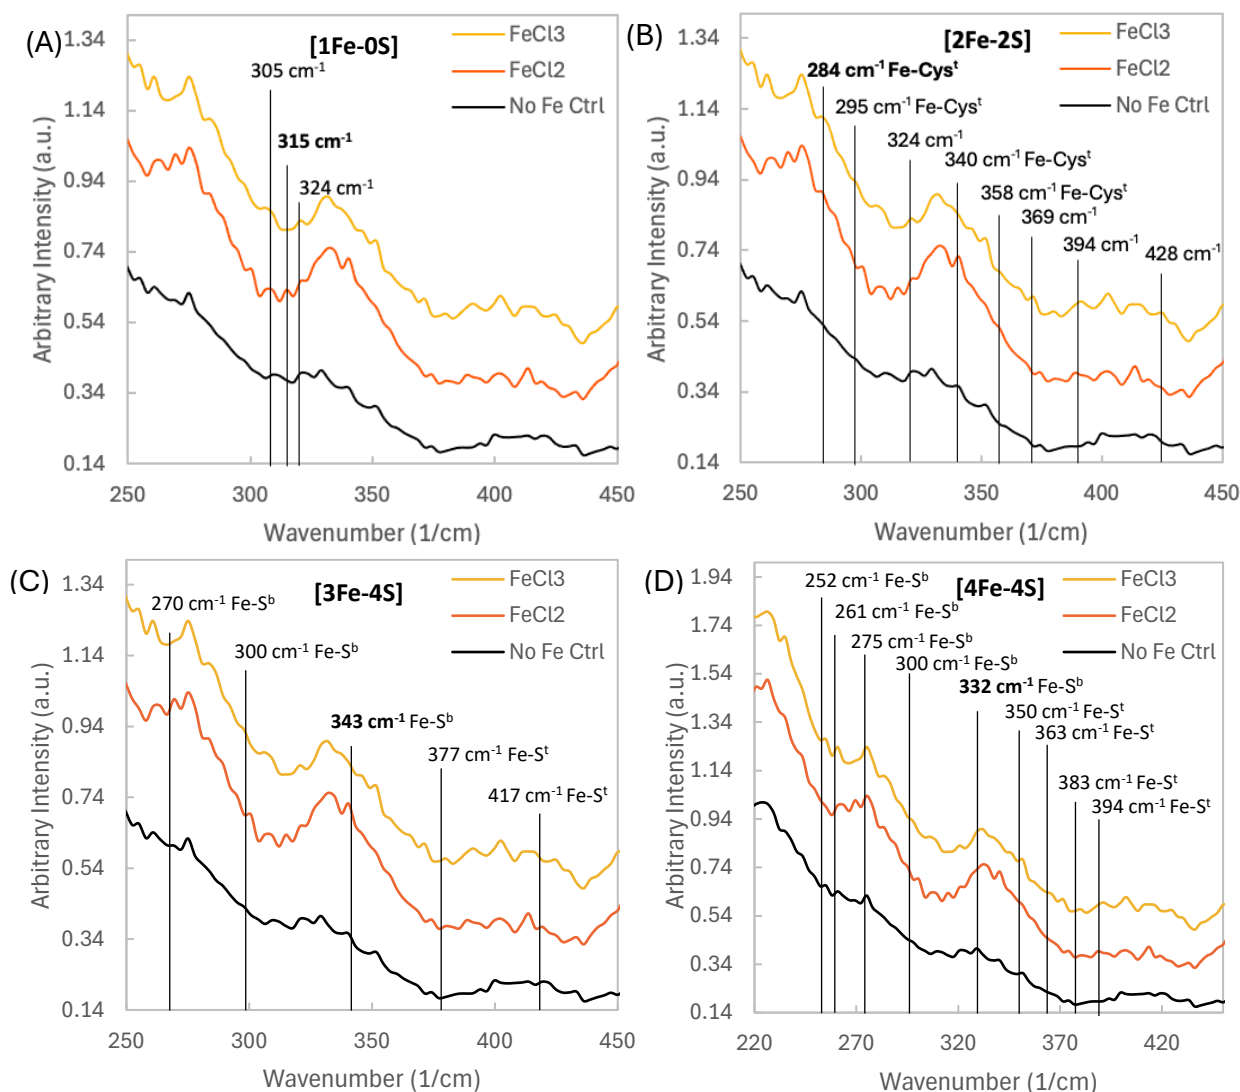 (A)
[1Fe-0S]
FeCl3
FeCl2
No Fe Ctrl
305 cm⁻¹
315 cm⁻¹
324 cm⁻¹
1.34
1.14
0.94
0.74
0.54
0.34
0.14
Arbitrary Intensity (a.u.)
250 300 350 400 450
Wavenumber (1/cm)
(B)
[2Fe-2S]
FeCl3
FeCl2
No Fe Ctrl
284 cm⁻¹ Fe-Cysᵗ
295 cm⁻¹ Fe-Cysᵗ
324 cm⁻¹
340 cm⁻¹ Fe-Cysᵗ
358 cm⁻¹ Fe-Cysᵗ
369 cm⁻¹
394 cm⁻¹
428 cm⁻¹
1.34
1.14
0.94
0.74
0.54
0.34
0.14
Arbitrary Intensity (a.u.)
250 300 350 400 450
Wavenumber (1/cm)
(C)
[3Fe-4S]
FeCl3
FeCl2
No Fe Ctrl
270 cm⁻¹ Fe-Sᵇ
300 cm⁻¹ Fe-Sᵇ
343 cm⁻¹ Fe-Sᵇ
377 cm⁻¹ Fe-Sᵗ
417 cm⁻¹ Fe-Sᵗ
1.34
1.14
0.94
0.74
0.54
0.34
0.14
Arbitrary Intensity (a.u.)
250 300 350 400 450
Wavenumber (1/cm)
(D)
[4Fe-4S]
FeCl3
FeCl2
No Fe Ctrl
252 cm⁻¹ Fe-Sᵇ
261 cm⁻¹ Fe-Sᵇ
275 cm⁻¹ Fe-Sᵇ
300 cm⁻¹ Fe-Sᵇ
332 cm⁻¹ Fe-Sᵇ
350 cm⁻¹ Fe-Sᵗ
363 cm⁻¹ Fe-Sᵗ
383 cm⁻¹ Fe-Sᵗ
394 cm⁻¹ Fe-Sᵗ
1.94
1.74
1.54
1.34
1.14
0.94
0.74
0.54
0.34
0.14
Arbitrary Intensity (a.u.)
220 270 320 370 420
Wavenumber (1/cm)